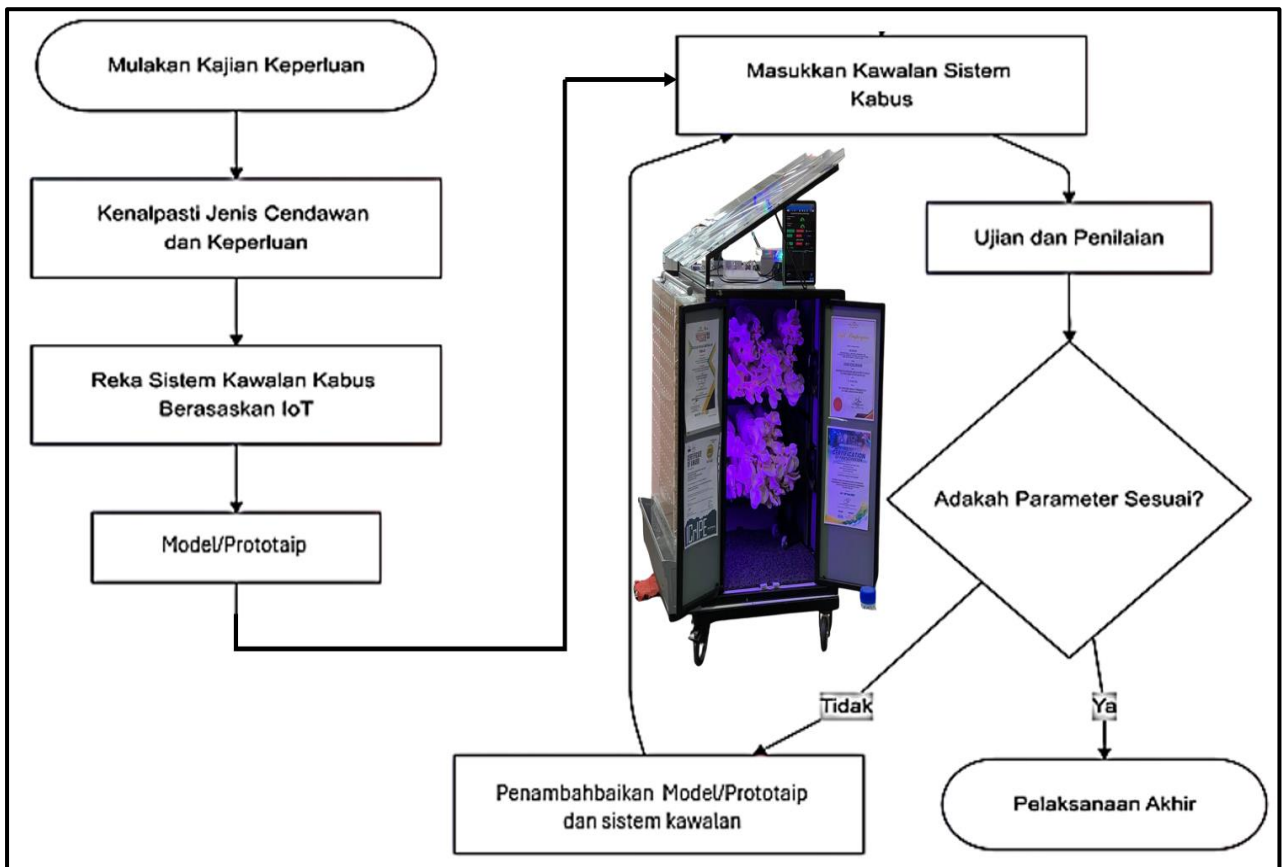 Mulakan Kajian Keperluan
Kenalpasti Jenis Cendawan
dan Keperluan
Reka Sistem Kawalan Kabus
Berasaskan IoT
Model/Prototaip
Masukkan Kawalan Sistem
Kabus
Ujian dan Penilaian
Adakah Parameter Sesuai?
Tidak
Ya
Penambahbaikan Model/Prototaip
dan sistem kawalan
Pelaksanaan Akhir